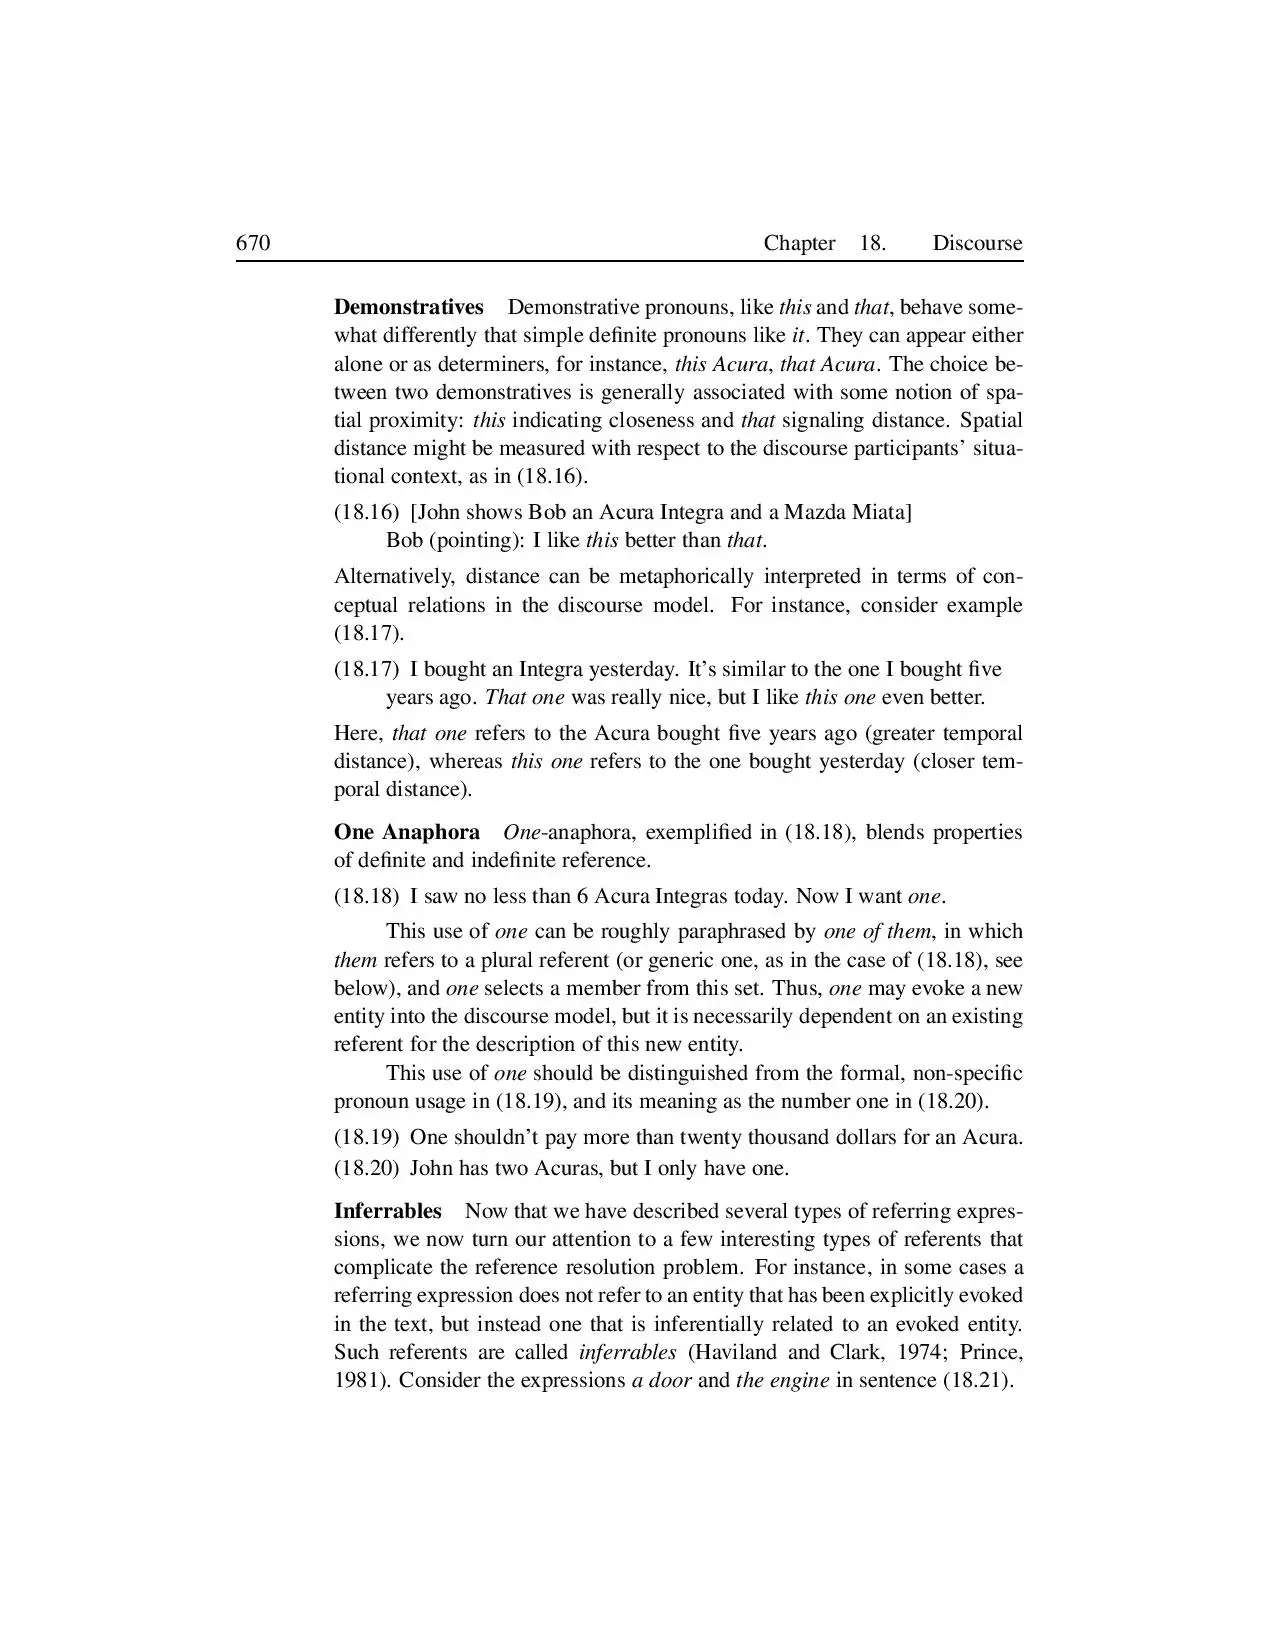 670 Chapter 18. Discourse
Demonstratives Demonstrative pronouns, like this and that, behave some-
what differently that simple definite pronouns like it. They can appear either
alone or as determiners, for instance, this Acura, that Acura. The choice be-
tween two demonstratives is generally associated with some notion of spa-
tial proximity: this indicating closeness and that signaling distance. Spatial
distance might be measured with respect to the discourse participants' situa-
tional context, as in (18.16).
(18.16) [John shows Bob an Acura Integra and a Mazda Miata]
Bob (pointing): I like this better than that.
Alternatively, distance can be metaphorically interpreted in terms of con-
ceptual relations in the discourse model. For instance, consider example
(18.17).
(18.17) I bought an Integra yesterday. It's similar to the one I bought five
years ago. That one was really nice, but I like this one even better.
Here, that one refers to the Acura bought five years ago (greater temporal
distance), whereas this one refers to the one bought yesterday (closer tem-
poral distance).
One Anaphora One-anaphora, exemplified in (18.18), blends properties
of definite and indefinite reference.
(18.18) I saw no less than 6 Acura Integras today. Now I want one.
This use of one can be roughly paraphrased by one of them, in which
them refers to a plural referent (or generic one, as in the case of (18.18), see
below), and one selects a member from this set. Thus, one may evoke a new
entity into the discourse model, but it is necessarily dependent on an existing
referent for the description of this new entity.
This use of one should be distinguished from the formal, non-specific
pronoun usage in (18.19), and its meaning as the number one in (18.20).
(18.19) One shouldn't pay more than twenty thousand dollars for an Acura.
(18.20) John has two Acuras, but I only have one.
Inferrables Now that we have described several types of referring expres-
sions, we now turn our attention to a few interesting types of referents that
complicate the reference resolution problem. For instance, in some cases a
referring expression does not refer to an entity that has been explicitly evoked
in the text, but instead one that is inferentially related to an evoked entity.
Such referents are called inferrables (Haviland and Clark, 1974; Prince,
1981). Consider the expressions a door and the engine in sentence (18.21).